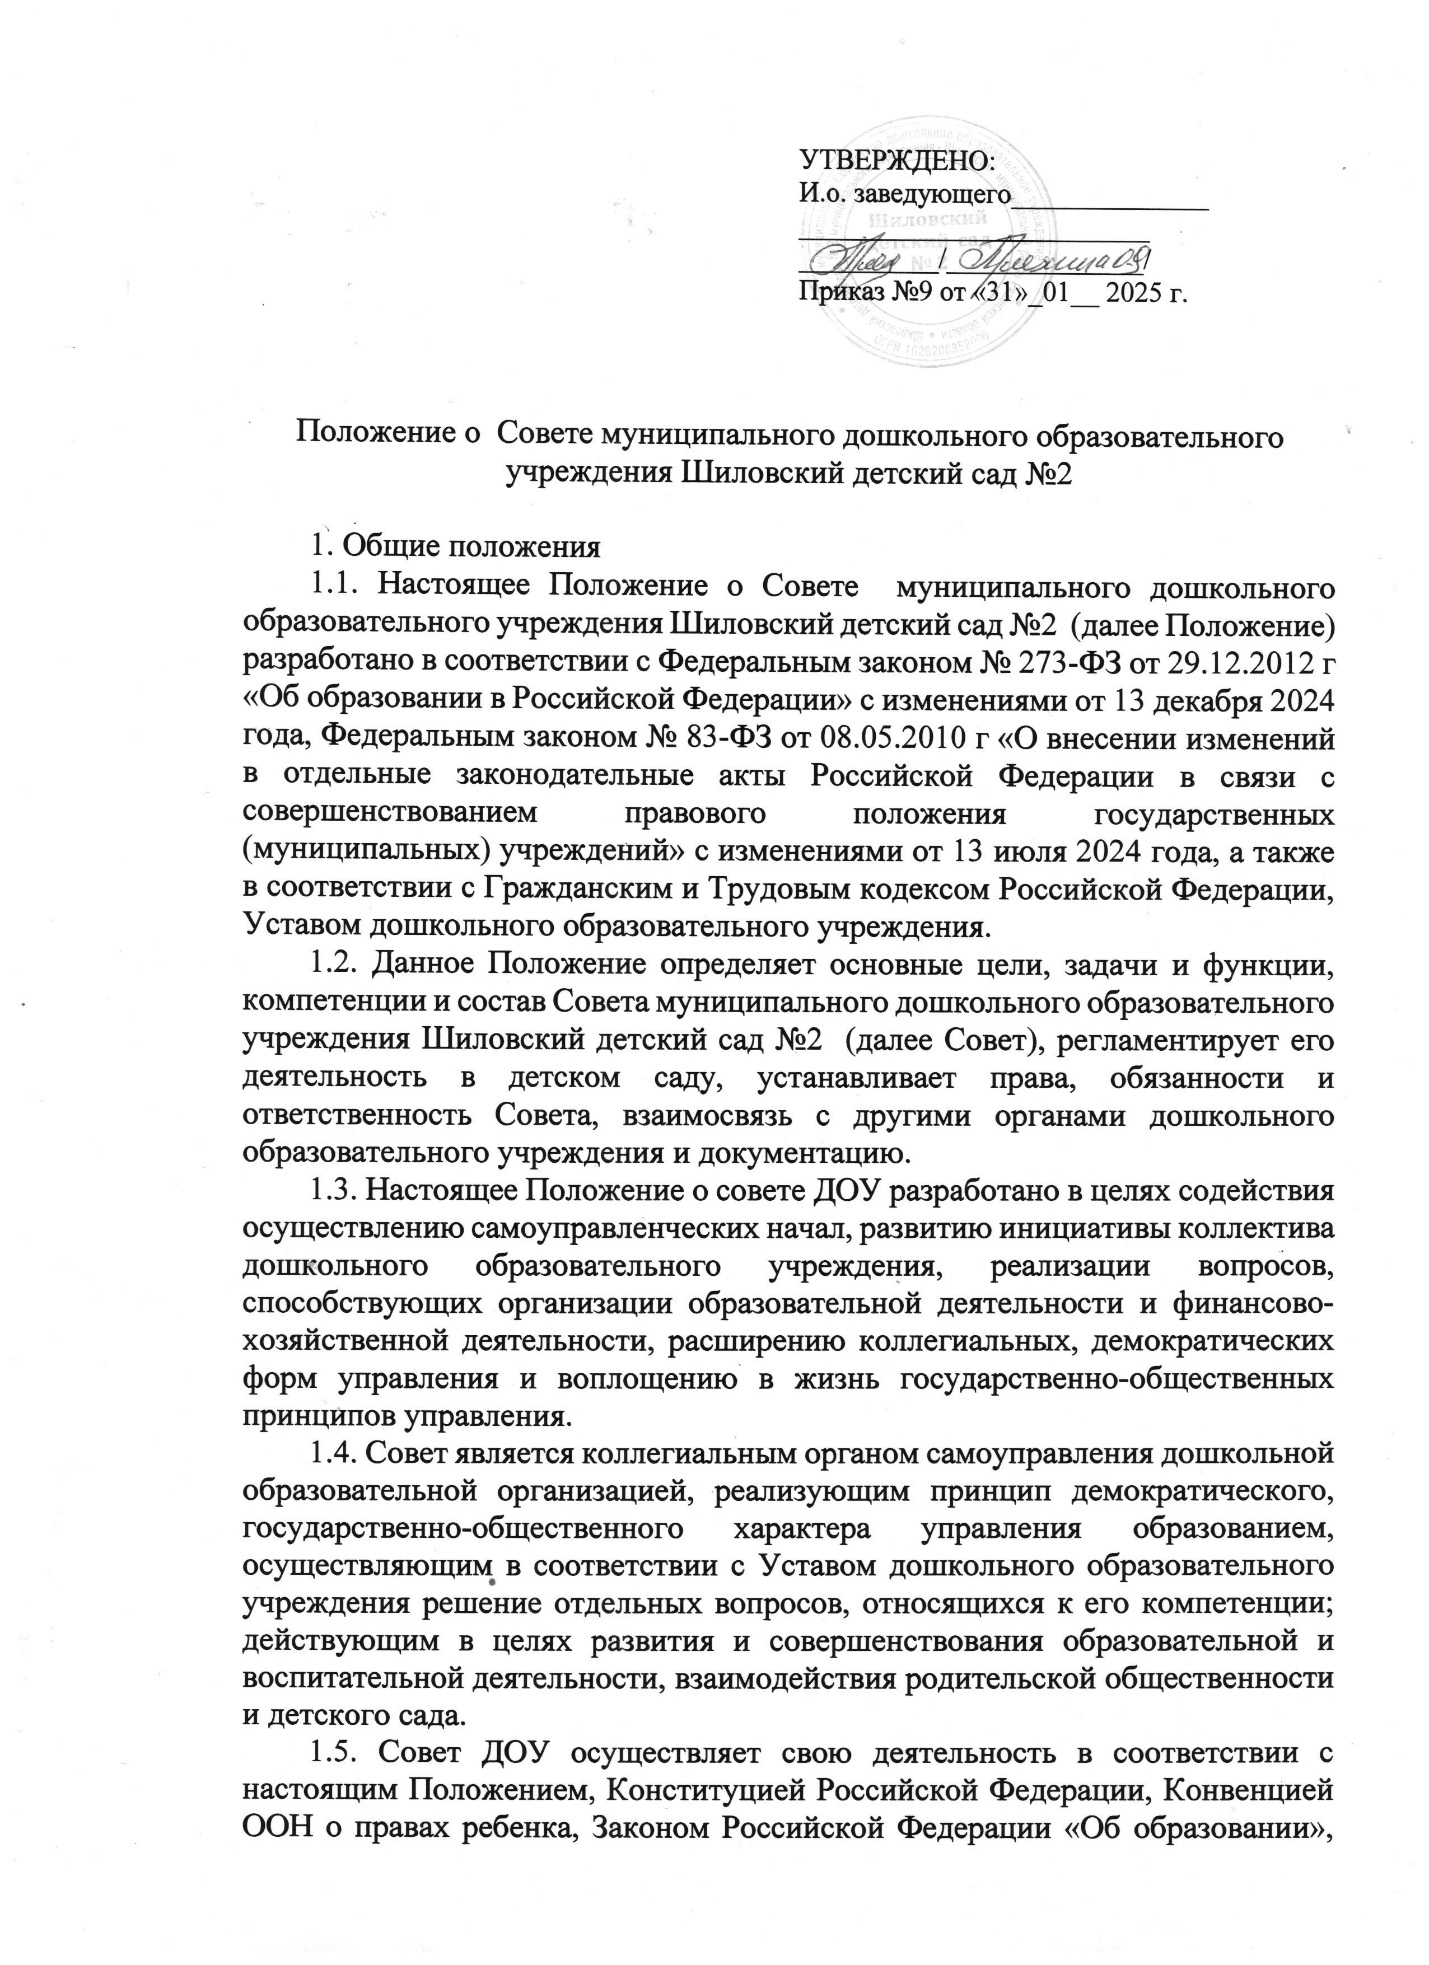 УТВЕРЖДЕНО:
И.о. заведующего______________
_________________________
__________/______________
Приказ №9 от «31»_01__ 2025 г.
Шиловский
детский сад
№ 2
Положение о Совете муниципального дошкольного образовательного
учреждения Шиловский детский сад №2
1. Общие положения
1.1. Настоящее Положение о Совете муниципального дошкольного
образовательного учреждения Шиловский детский сад №2 (далее Положение)
разработано в соответствии с Федеральным законом № 273-ФЗ от 29.12.2012 г
«Об образовании в Российской Федерации» с изменениями от 13 декабря 2024
года, Федеральным законом № 83-ФЗ от 08.05.2010 г «О внесении изменений
в отдельные законодательные акты Российской Федерации в связи с
совершенствованием правового положения государственных
(муниципальных) учреждений» с изменениями от 13 июля 2024 года, а также
в соответствии с Гражданским и Трудовым кодексом Российской Федерации,
Уставом дошкольного образовательного учреждения.
1.2. Данное Положение определяет основные цели, задачи и функции,
компетенции и состав Совета муниципального дошкольного образовательного
учреждения Шиловский детский сад №2 (далее Совет), регламентирует его
деятельность в детском саду, устанавливает права, обязанности и
ответственность Совета, взаимосвязь с другими органами дошкольного
образовательного учреждения и документацию.
1.3. Настоящее Положение о совете ДОУ разработано в целях содействия
осуществлению самоуправленческих начал, развитию инициативы коллектива
дошкольного образовательного учреждения, реализации вопросов,
способствующих организации образовательной деятельности и финансово-
хозяйственной деятельности, расширению коллегиальных, демократических
форм управления и воплощению в жизнь государственно-общественных
принципов управления.
1.4. Совет является коллегиальным органом самоуправления дошкольной
образовательной организацией, реализующим принцип демократического,
государственно-общественного характера управления образованием,
осуществляющим в соответствии с Уставом дошкольного образовательного
учреждения решение отдельных вопросов, относящихся к его компетенции;
действующим в целях развития и совершенствования образовательной и
воспитательной деятельности, взаимодействия родительской общественности
и детского сада.
1.5. Совет ДОУ осуществляет свою деятельность в соответствии с
настоящим Положением, Конституцией Российской Федерации, Конвенцией
ООН о правах ребенка, Законом Российской Федерации «Об образовании»,